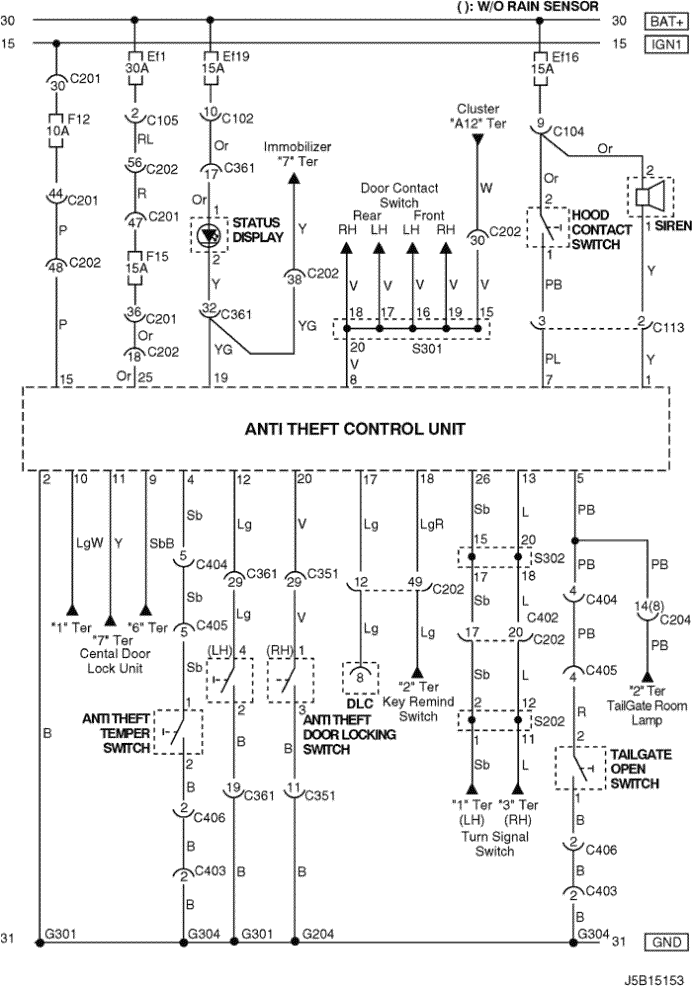 ( ): W/O RAIN SENSOR
30 30 BAT+
15 15 IGN1
Ef1 Ef19 Ef16
30A 15A 15A
30 C201
F12
10A
2 C105
10 C102
Cluster
"A12" Ter
9 C104
RL Or Or
Immobilizer
"7" Ter
56 C202
17 C361
44 C201
R Or
47 C201
W Or
Door Contact
Switch
Rear Front
RH LH LH RH
2
HOOD
CONTACT
SWITCH
1
2
SIREN
1
P
1
STATUS
DISPLAY
2
Y
30 C202
48 C202
F15
15A
38 C202
Y
V V V V V
PB Y
36 C201
32 C361
18 17 16 19 15
3 2 C113
P Or
18 C202
YG YG
20 S301
V
PL Y
15 Or 25 19 8 7 1
ANTI THEFT CONTROL UNIT
2 10 11 9 4 12 20 17 18 26 13 5
Sb Lg V Lg LgR Sb L PB
LgW Y SbB
5 C404
29 C361
29 C351
12 49 C202
15 20 S302
17 18
PB PB
4 C404
14(8) C204
Sb Lg V Lg Lg Sb L
C402
17 20 C202
PB PB
"1" Ter "6" Ter
"7" Ter
Cental Door
Lock Unit
5 C405
Sb
(LH) 4
(RH) 1
8
DLC
"2" Ter
Key Remind
Switch
Sb L
4 C405
"2" Ter
TailGate Room
Lamp
1
ANTI THEFT
TEMPER
SWITCH
2
2
3
ANTI THEFT
DOOR LOCKING
SWITCH
2 12 S202
1 11
R
2
TAILGATE
OPEN
SWITCH
1
B B B B
Sb L
19 C361
11 C351
"1" Ter "3" Ter
(LH) (RH)
Turn Signal
Switch
B
2 C406
2 C406
B B
2 C403
2 C403
B B B B
31 G301 G304 G301 G204 G304 31 GND
J5B15153